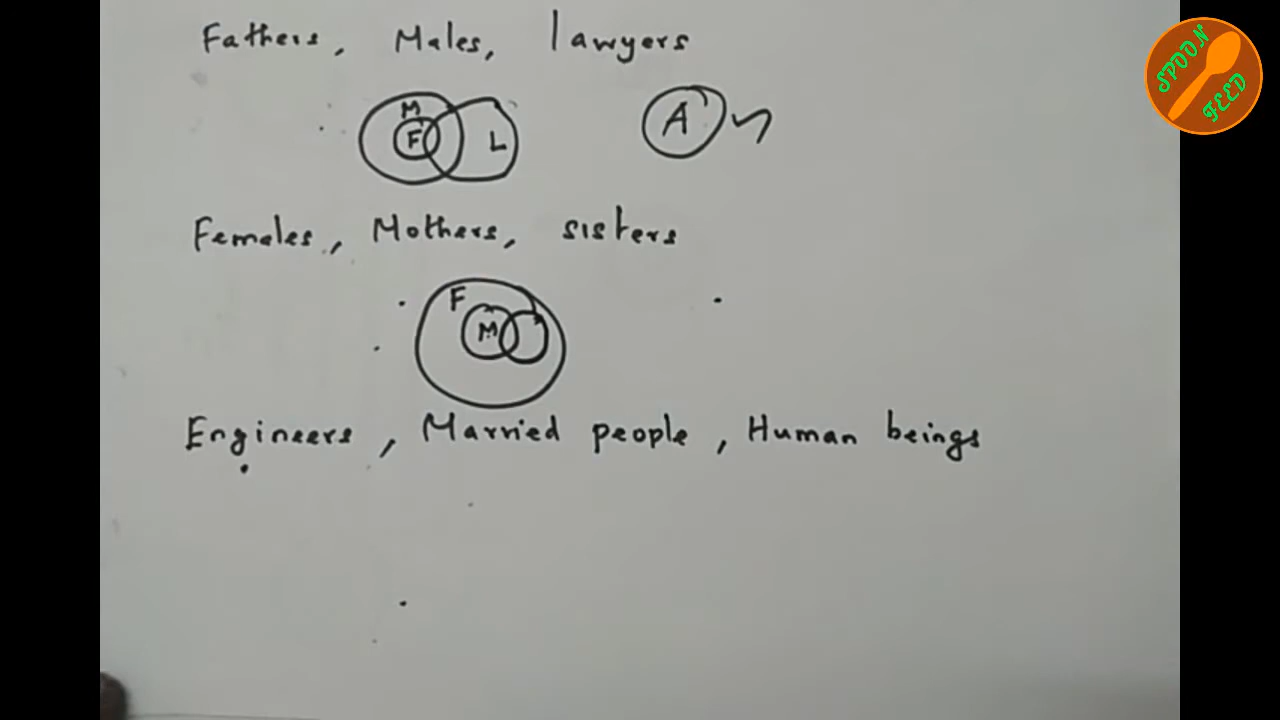 Fathers, Males, lawyers
M
F
L
A
Females, Mothers, sisters
F
M
Engineers, Married people, Human beings
SPOON
FEED